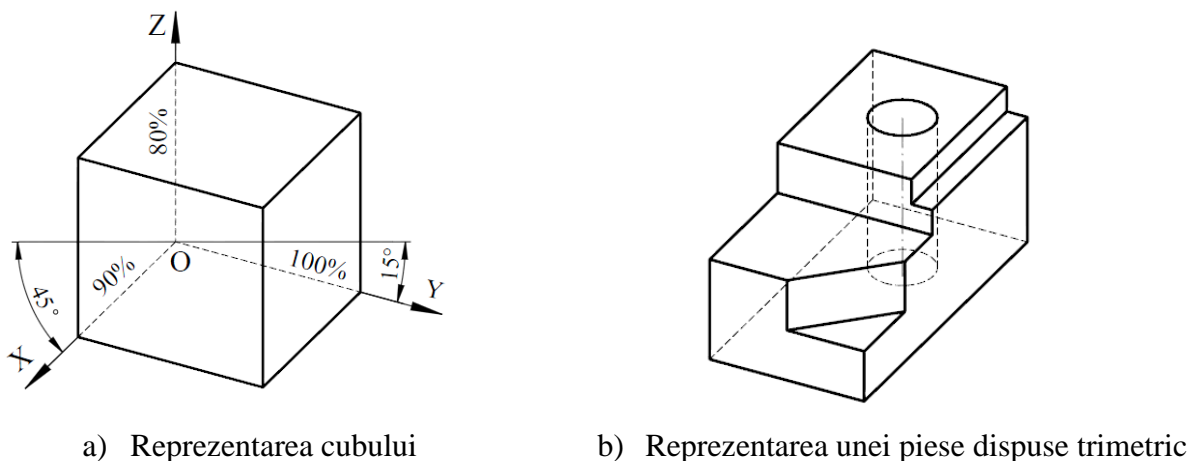 Z
80%
O
90%
100%
15°
45°
Y
X
a) Reprezentarea cubului
b) Reprezentarea unei piese dispuse trimetric